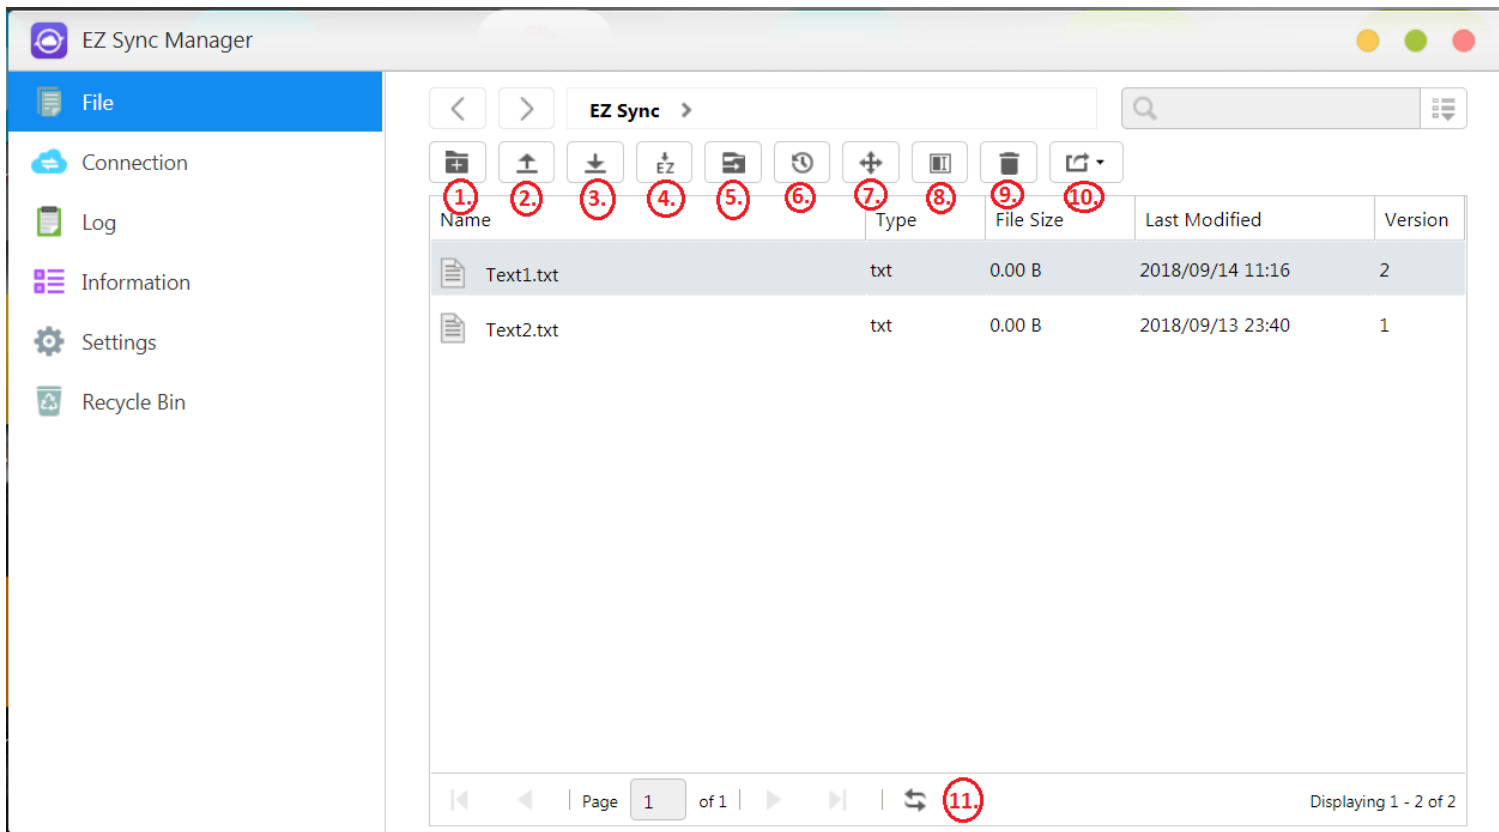 EZ Sync Manager
File
Connection
Log
Information
Settings
Recycle Bin
EZ Sync
EZ
1. 2. 3. 4. 5. 6. 7. 8. 9. 10.
Name Type File Size Last Modified Version
Text1.txt txt 0.00 B 2018/09/14 11:16 2
Text2.txt txt 0.00 B 2018/09/13 23:40 1
Page 1 of 1 11. Displaying 1 - 2 of 2